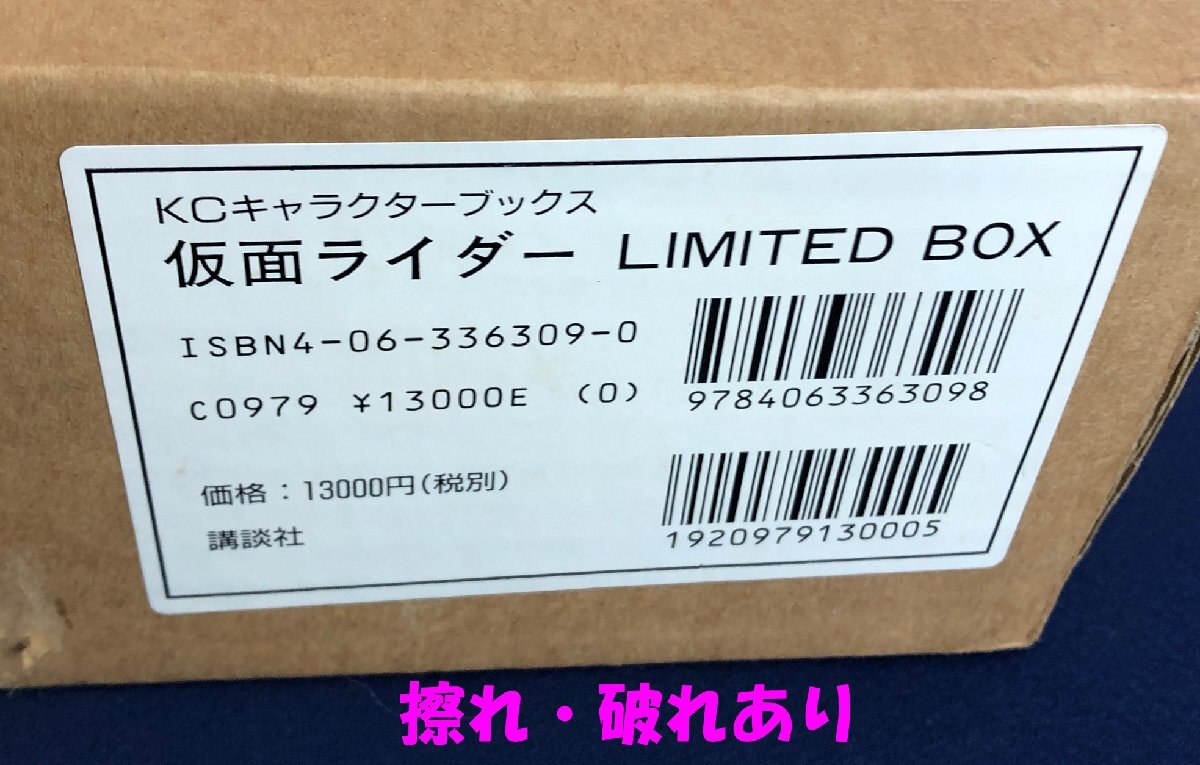 KCキャラクターブックス
仮面ライダー LIMITED BOX
ISBN4-06-336309-0
C0979 ¥13000E (0)
9784063363098
価格：13000円(税別)
講談社
1920979130005
擦れ・破れあり